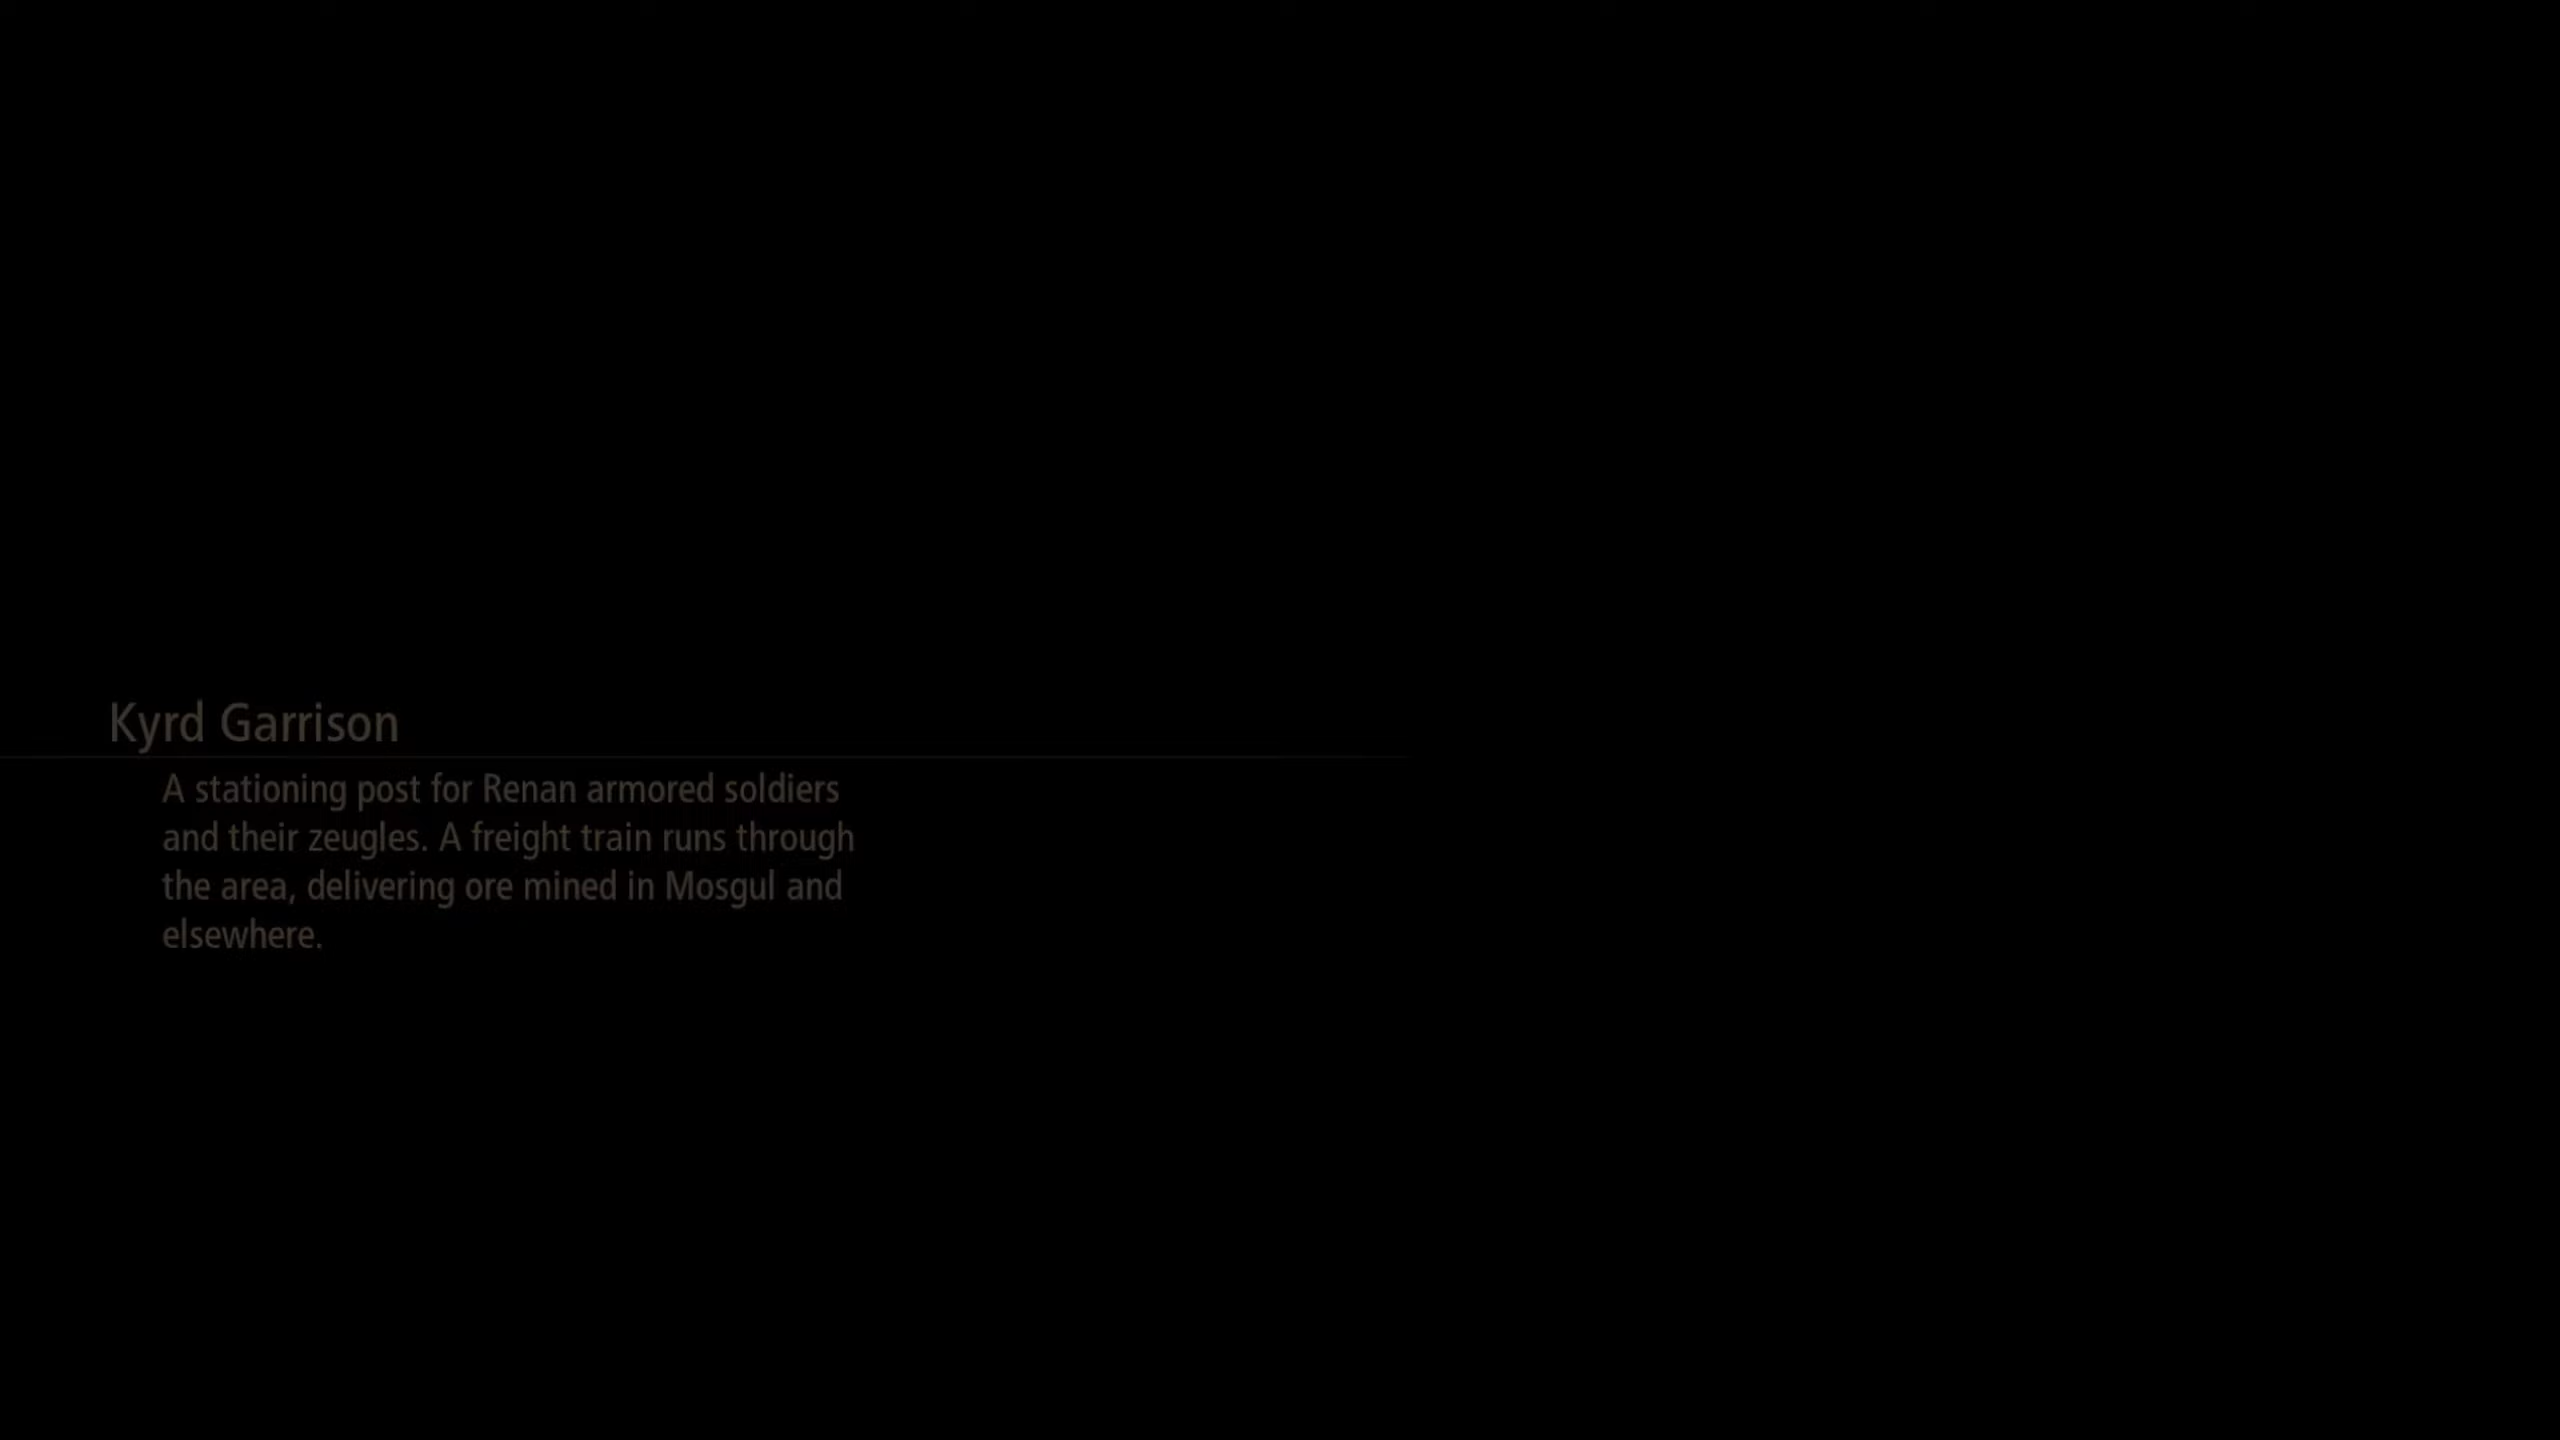 Kyrd Garrison
A stationing post for Renan armored soldiers
and their zeugles. A freight train runs through
the area, delivering ore mined in Mosgul and
elsewhere.